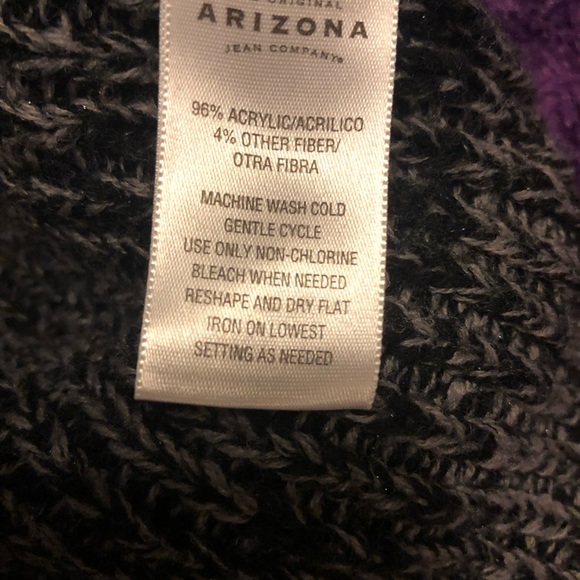 ORIGINAL
ARIZONA
JEAN COMPANY®
96% ACRYLIC/ACRILICO
4% OTHER FIBER/
OTRA FIBRA
MACHINE WASH COLD
GENTLE CYCLE
USE ONLY NON-CHLORINE
BLEACH WHEN NEEDED
RESHAPE AND DRY FLAT
IRON ON LOWEST
SETTING AS NEEDED